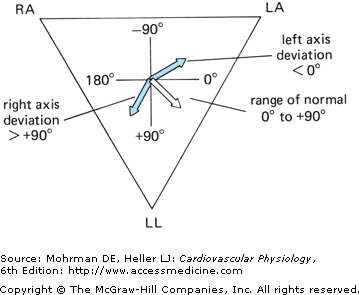 RA
LA
−90°
left axis
deviation
< 0°
180°
0°
right axis
deviation
> +90°
range of normal
0° to +90°
+90°
LL
Source: Mohrman DE, Heller LJ: Cardiovascular Physiology,
6th Edition: http://www.accessmedicine.com
Copyright © The McGraw-Hill Companies, Inc. All rights reserved.